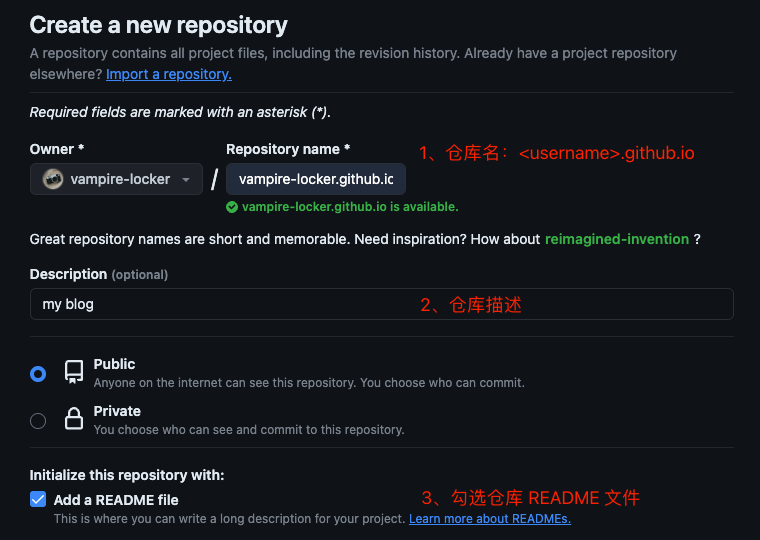 Create a new repository
A repository contains all project files, including the revision history. Already have a project repository
elsewhere? Import a repository.
Required fields are marked with an asterisk (*).
Owner *
Repository name *
1、仓库名：<username>.github.io
vampire-locker
/
vampire-locker.github.io
vampire-locker.github.io is available.
Great repository names are short and memorable. Need inspiration? How about reimagined-invention ?
Description (optional)
my blog
2、仓库描述
Public
Anyone on the internet can see this repository. You choose who can commit.
Private
You choose who can see and commit to this repository.
Initialize this repository with:
Add a README file
3、勾选仓库 README 文件
This is where you can write a long description for your project. Learn more about READMEs.